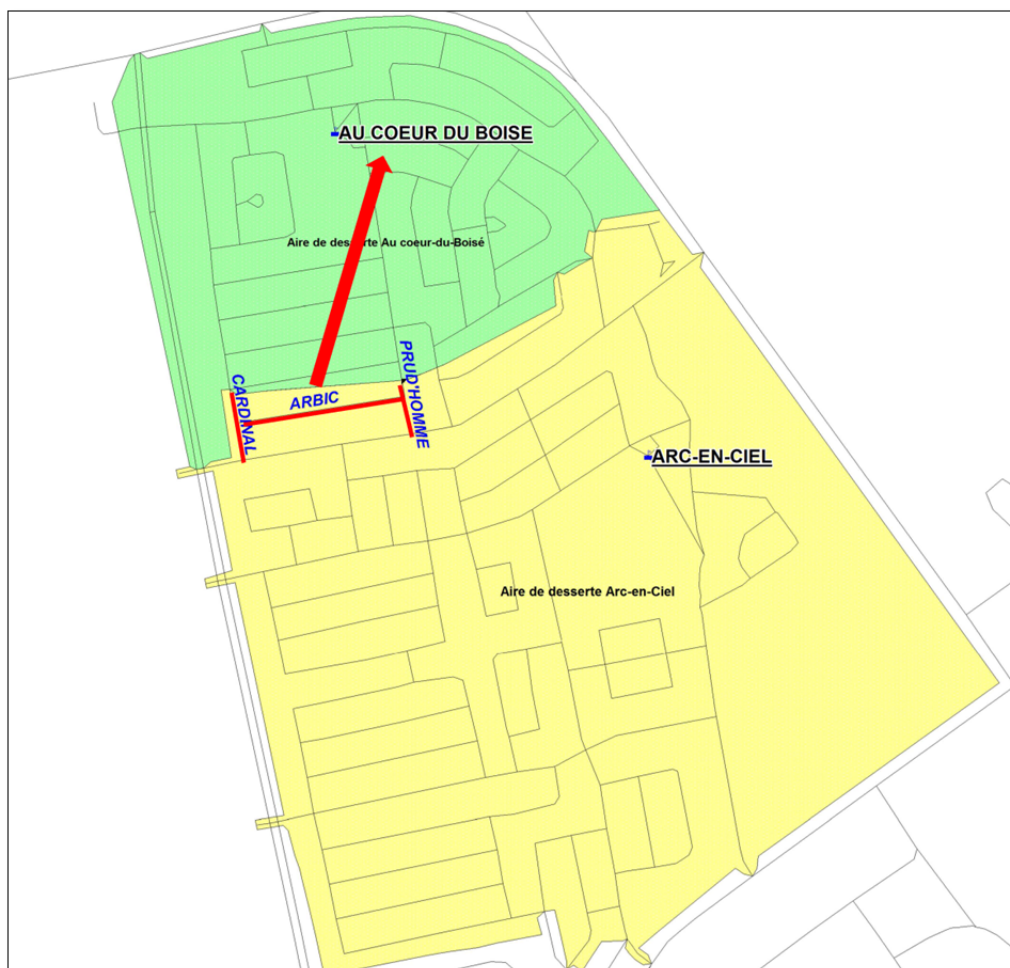 AU COEUR DU BOISE
Aire de desserte Au coeur-du-Boisé
CARDINAL
ARBIC
PRUD'HOMME
ARC-EN-CIEL
Aire de desserte Arc-en-Ciel